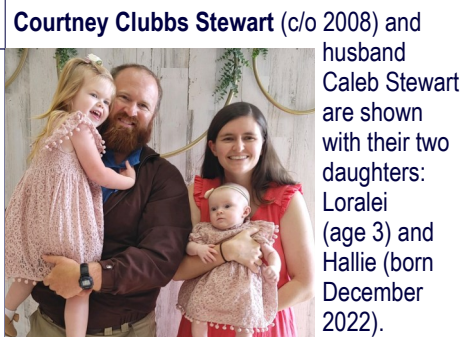 Courtney Clubbs Stewart (c/o 2008) and
husband
Caleb Stewart
are shown
with their two
daughters:
Loralei
(age 3) and
Hallie (born
December
2022).